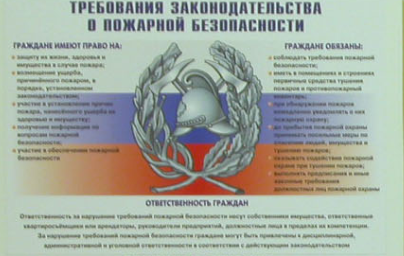 ТРЕБОВАНИЯ ЗАКОНОДАТЕЛЬСТВА
О ПОЖАРНОЙ БЕЗОПАСНОСТИ
ГРАЖДАНЕ ИМЕЮТ ПРАВО НА:
защиту их жизни, здоровья и
имущества в случае пожара;
возмещение ущерба,
причинённого пожаром, в
порядке, установленном
законодательством;
участие в установлении причин
пожара, нанёсшего ущерб их
здоровью и имуществу;
получение информации по
вопросам пожарной
безопасности;
участие в обеспечении пожарной
безопасности
ГРАЖДАНЕ ОБЯЗАНЫ:
соблюдать требования пожарной
безопасности;
иметь в помещениях и строениях
первичные средства тушения
пожаров и противопожарный
инвентарь;
при обнаружении пожаров
немедленно уведомлять о них
пожарную охрану;
до прибытия пожарной охраны
принимать посильные меры по
спасению людей, имущества и
тушению пожаров;
оказывать содействие пожарной
охране при тушении пожаров;
выполнять предписания и иные
законные требования
должностных лиц пожарной охраны
ОТВЕТСТВЕННОСТЬ ГРАЖДАН
Ответственность за нарушение требований пожарной безопасности несут собственники имущества, ответственные
квартиросъёмщики или арендаторы, руководители предприятий, должностные лица в пределах их компетенции.
За нарушение требований пожарной безопасности граждане могут быть привлечены к дисциплинарной,
административной и уголовной ответственности в соответствии с действующим законодательством